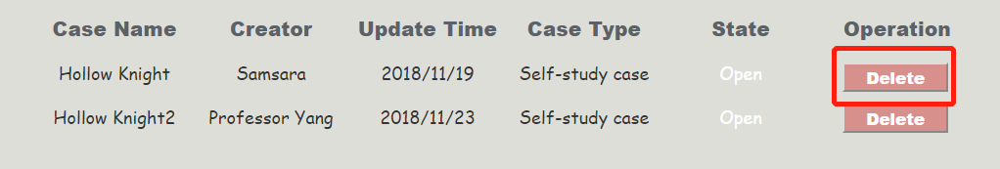 Case Name Creator Update Time Case Type State Operation
Hollow Knight Samsara 2018/11/19 Self-study case Open Delete
Hollow Knight2 Professor Yang 2018/11/23 Self-study case Open Delete